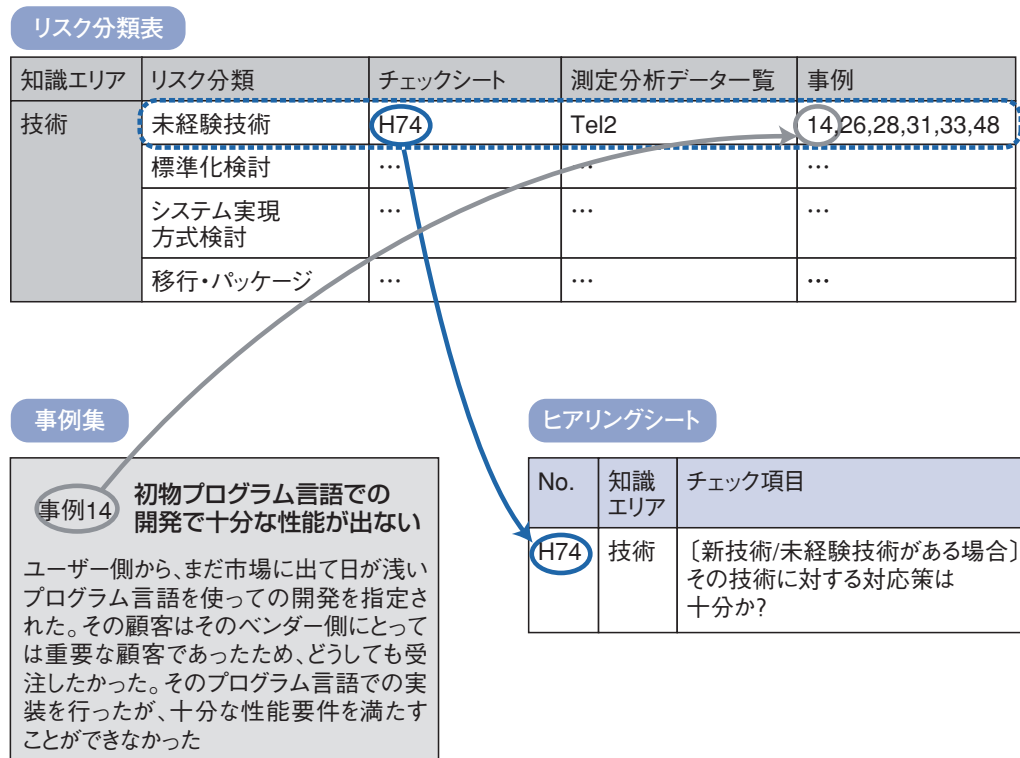 リスク分類表
知識エリア リスク分類 チェックシート 測定分析データ一覧 事例
技術 未経験技術 H74 Tel2 14,26,28,31,33,48
標準化検討 … … …
システム実現
方式検討 … … …
移行・パッケージ … … …
事例集
事例14 初物プログラム言語での
開発で十分な性能が出ない
ユーザー側から、まだ市場に出て日が浅い
プログラム言語を使っての開発を指定さ
れた。その顧客はそのベンダー側にとって
は重要な顧客であったため、どうしても受
注したかった。そのプログラム言語での実
装を行ったが、十分な性能要件を満たす
ことができなかった
ヒアリングシート
No. 知識
エリア チェック項目
H74 技術 〔新技術/未経験技術がある場合〕
その技術に対する対応策は
十分か?